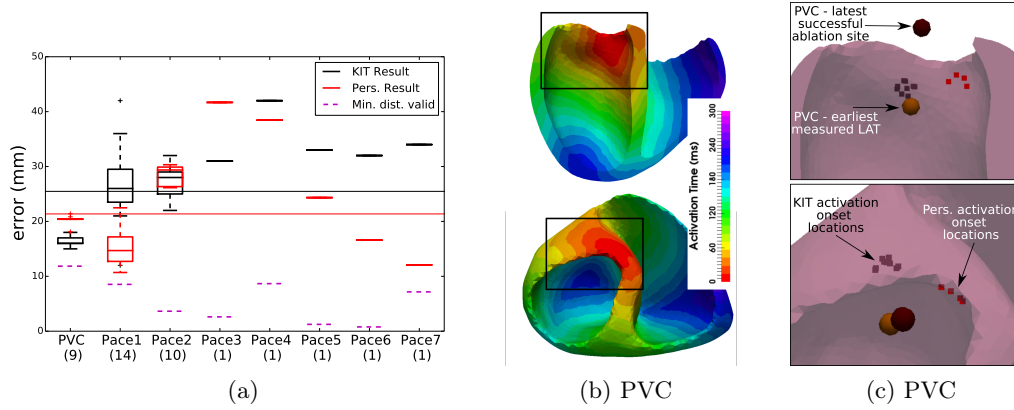 50
40
30
20
10
0
error (mm)
KIT Result
Pers. Result
Min. dist. valid
PVC
(9)
Pace1
(14)
Pace2
(10)
Pace3
(1)
Pace4
(1)
Pace5
(1)
Pace6
(1)
Pace7
(1)
(a)
Activation Time (ms)
300
240
180
120
60
0
(b) PVC
PVC - latest
successful
ablation site
PVC - earliest
measured LAT
KIT activation
onset
locations
Pers. activation
onset
locations
(c) PVC